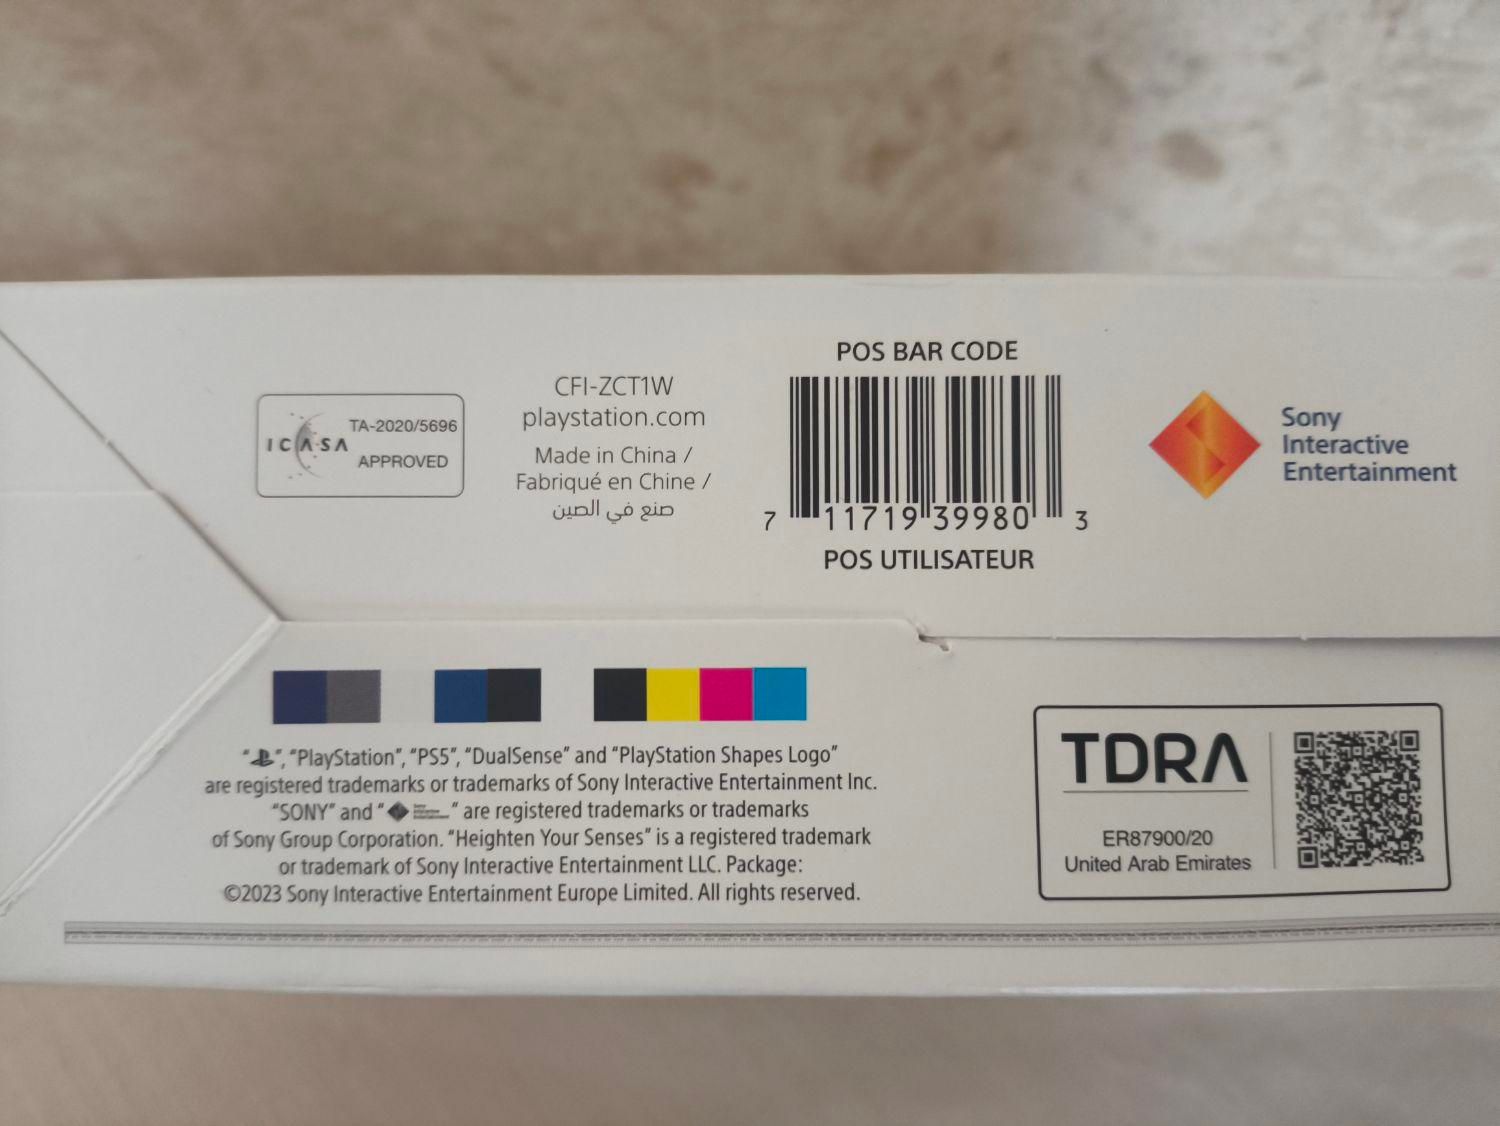 POS BAR CODE
ICASA
TA-2020/5696
APPROVED
CFI-ZCT1W
playstation.com
Made in China /
Fabriqué en Chine /
صنع في الصين
7 11719 39980 3
POS UTILISATEUR
Sony
Interactive
Entertainment
“ ”, “PlayStation”, “PS5”, “DualSense” and “PlayStation Shapes Logo”
are registered trademarks or trademarks of Sony Interactive Entertainment Inc.
“SONY” and “ ” are registered trademarks or trademarks
of Sony Group Corporation. “Heighten Your Senses” is a registered trademark
or trademark of Sony Interactive Entertainment LLC. Package:
©2023 Sony Interactive Entertainment Europe Limited. All rights reserved.
TDRA
ER87900/20
United Arab Emirates